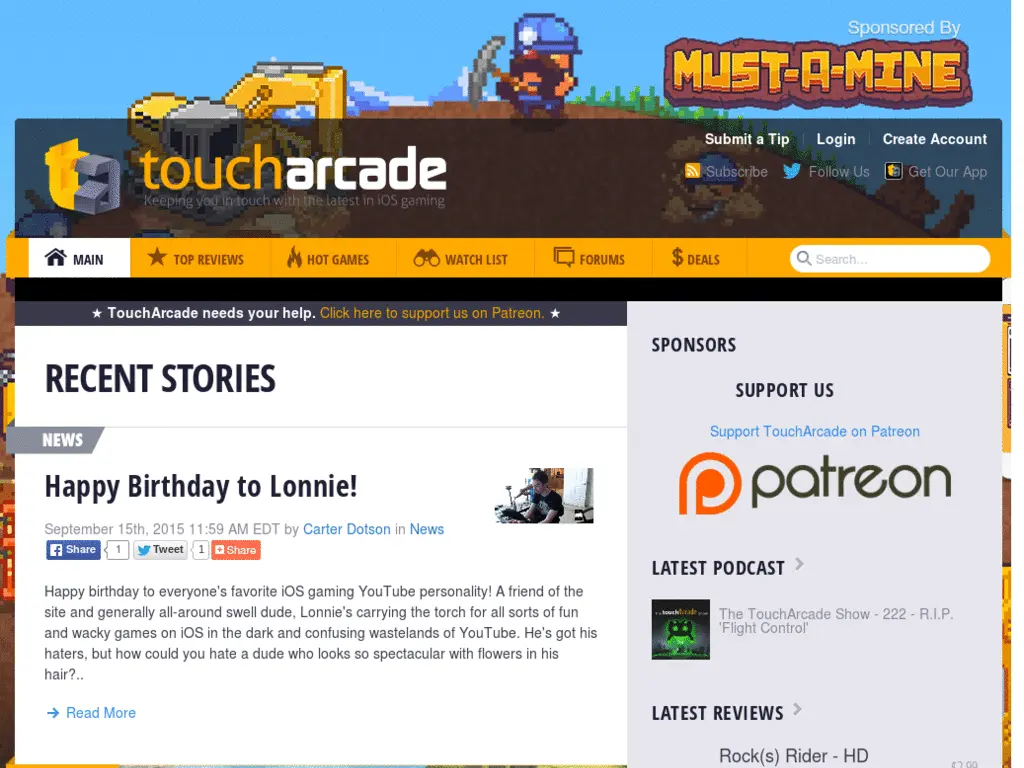 Sponsored By
MUST-A-MINE
Submit a Tip
Login
Create Account
toucharcade
Keeping you in touch with the latest in iOS gaming
Subscribe
Follow Us
Get Our App
MAIN
TOP REVIEWS
HOT GAMES
WATCH LIST
FORUMS
DEALS
Search...
★ TouchArcade needs your help. Click here to support us on Patreon. ★
RECENT STORIES
NEWS
Happy Birthday to Lonnie!
September 15th, 2015 11:59 AM EDT by Carter Dotson in News
Share 1 Tweet 1 Share
Happy birthday to everyone's favorite iOS gaming YouTube personality! A friend of the
site and generally all-around swell dude, Lonnie's carrying the torch for all sorts of fun
and wacky games on iOS in the dark and confusing wastelands of YouTube. He's got his
haters, but how could you hate a dude who looks so spectacular with flowers in his
hair?..
Read More
SPONSORS
SUPPORT US
Support TouchArcade on Patreon
patreon
LATEST PODCAST
The TouchArcade Show - 222 - R.I.P.
'Flight Control'
LATEST REVIEWS
Rock(s) Rider - HD